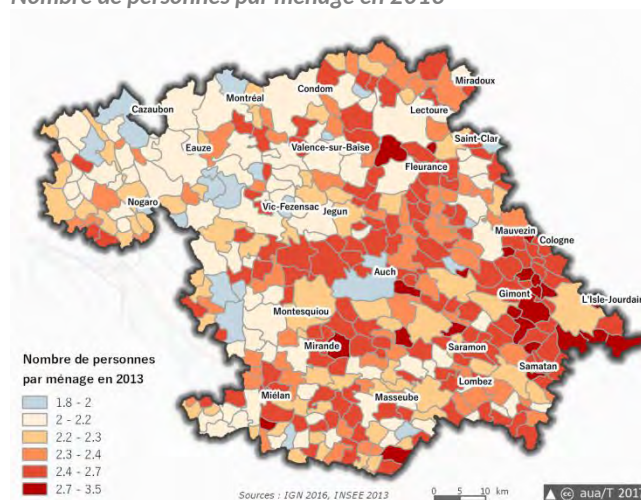 Nombre de personnes par ménage en 2013
Miradoux
Condom
Montréal
Cazaubon
Lectoure
Saint-Clar
Eauze
Valence-sur-Baise
Fleurance
Nogaro
Vic-Fezensac
Jegun
Mauvezin
Cologne
Auch
Gimont
L'Isle-Jourdain
Montesquiou
Mirande
Saramon
Samatan
Lombez
Miélan
Masseube
Nombre de personnes
par ménage en 2013
1.8 - 2
2 - 2.2
2.2 - 2.3
2.3 - 2.4
2.4 - 2.7
2.7 - 3.5
Sources : IGN 2016, INSEE 2013
0 5 10 km
aua/T 201